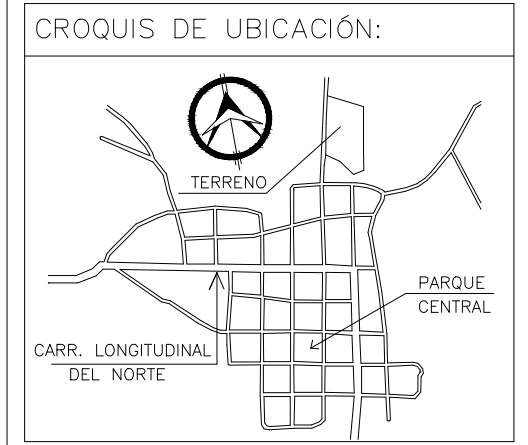 CROQUIS DE UBICACIÓN:
TERRENO
PARQUE
CENTRAL
CARR. LONGITUDINAL
DEL NORTE